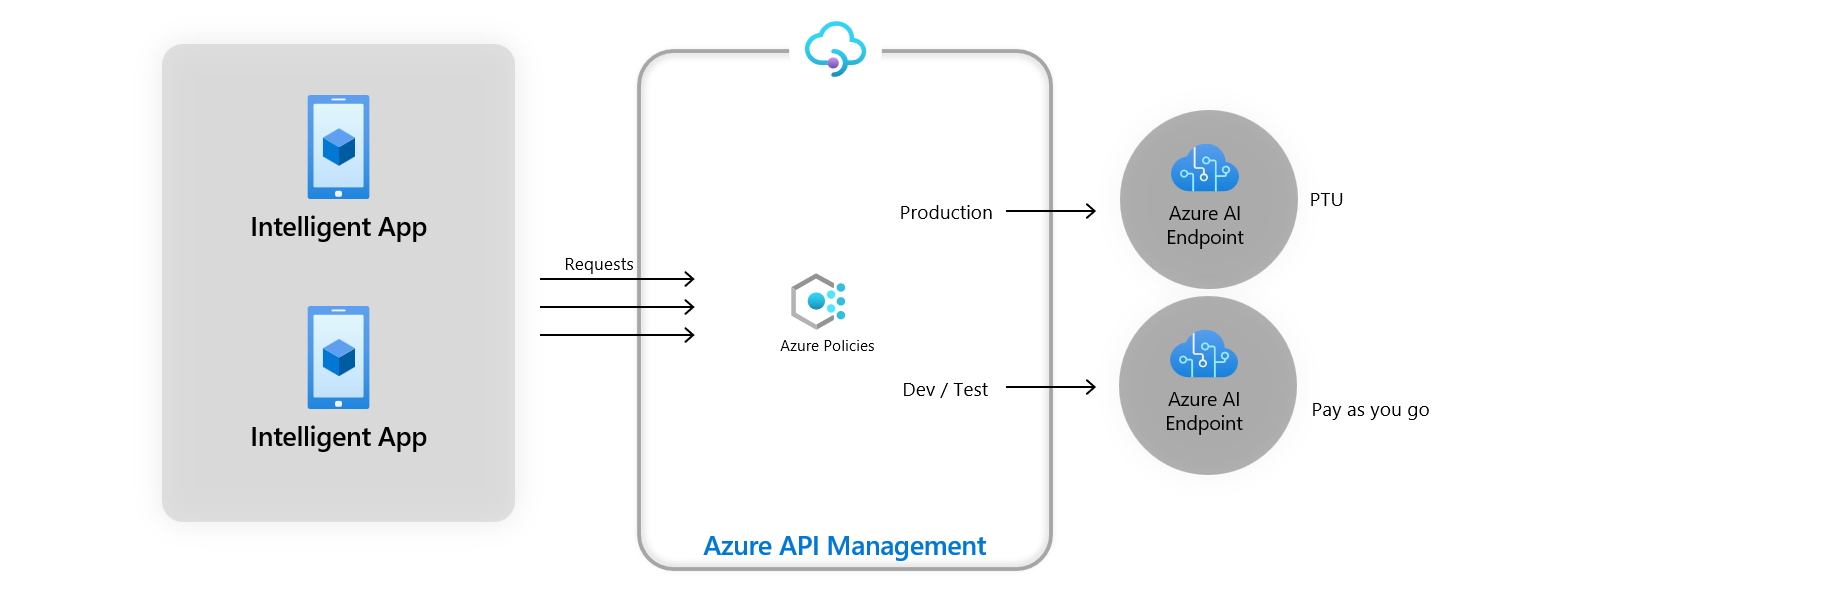 Intelligent App
Intelligent App
Requests
Azure Policies
Production
Dev / Test
Azure API Management
Azure AI
Endpoint
PTU
Azure AI
Endpoint
Pay as you go